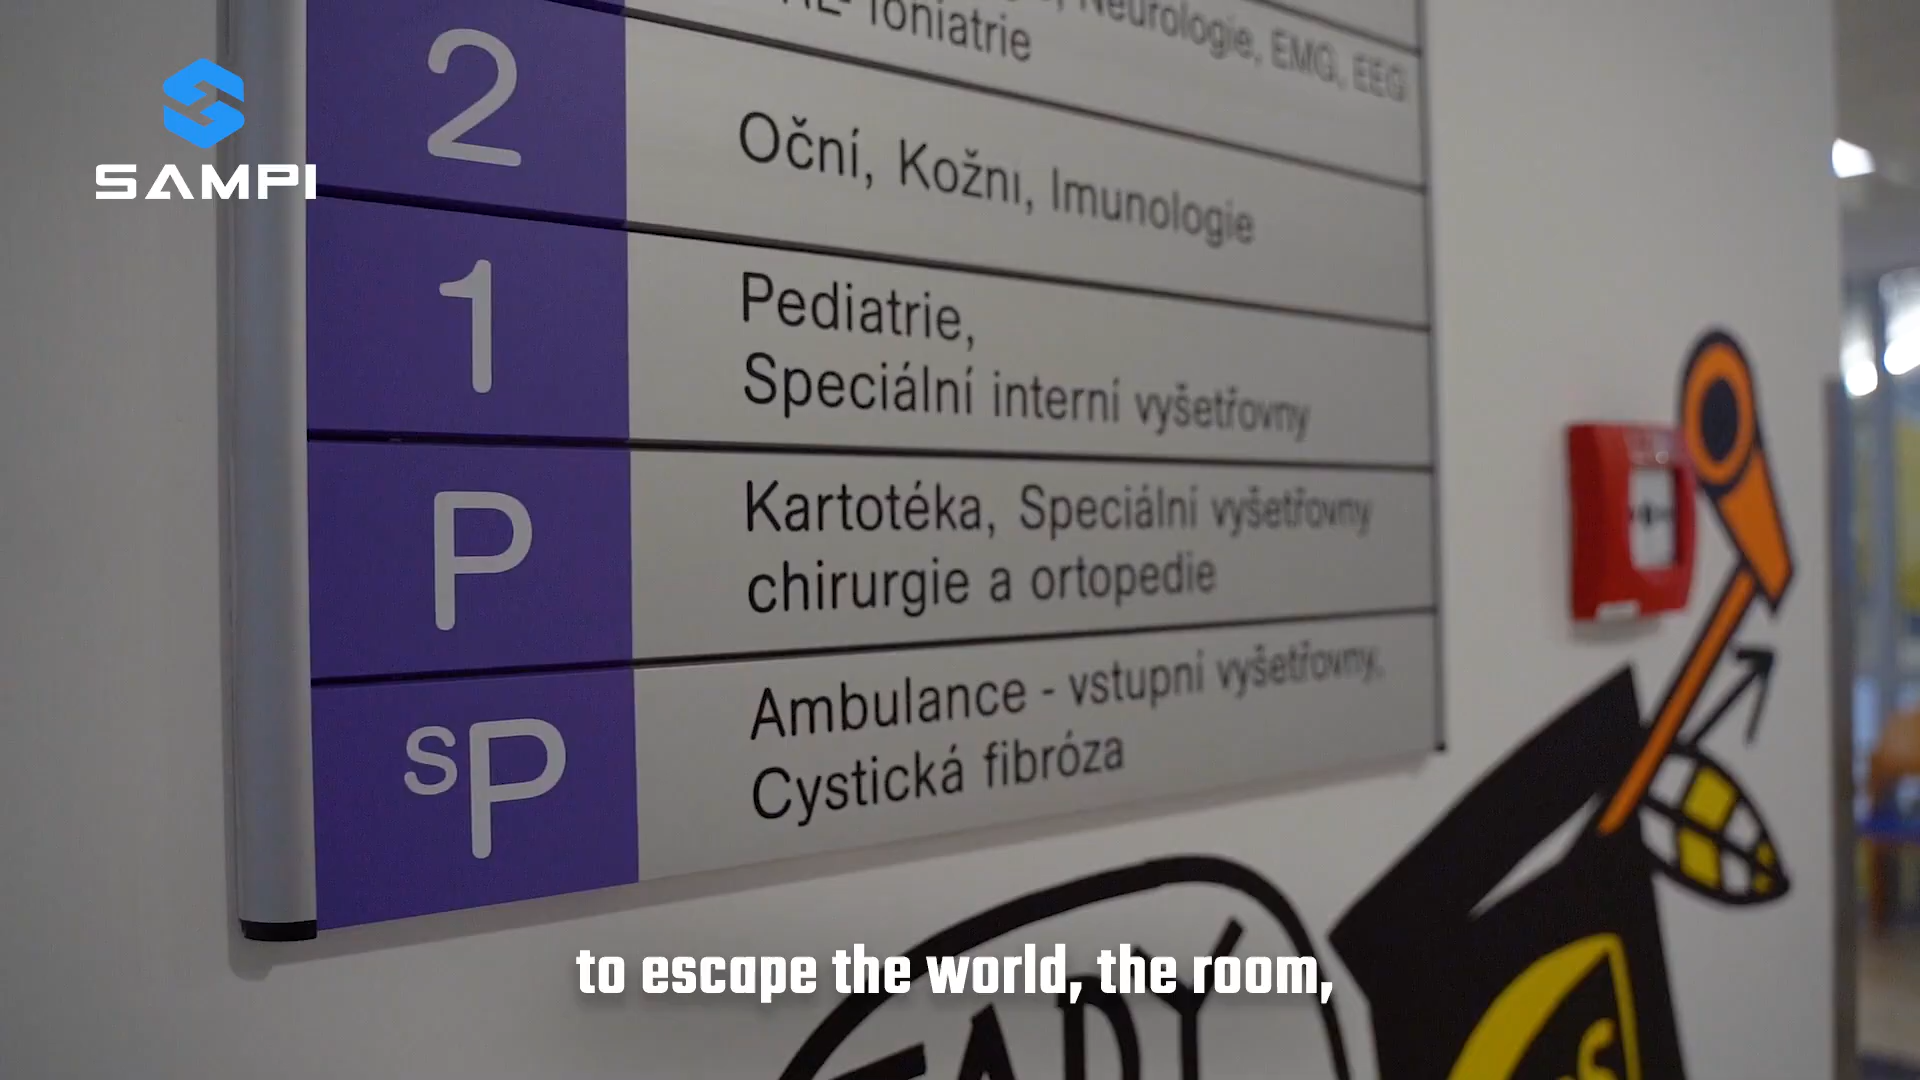 SAMPI
Neurologie, EMG, EEG
foniatrie
2
Oční, Kožní, Imunologie
1
Pediatrie,
Speciální interní vyšetřovny
P
Kartotéka, Speciální vyšetřovny
chirurgie a ortopedie
SP
Ambulance - vstupní vyšetřovny,
Cystická fibróza
to escape the world, the room,